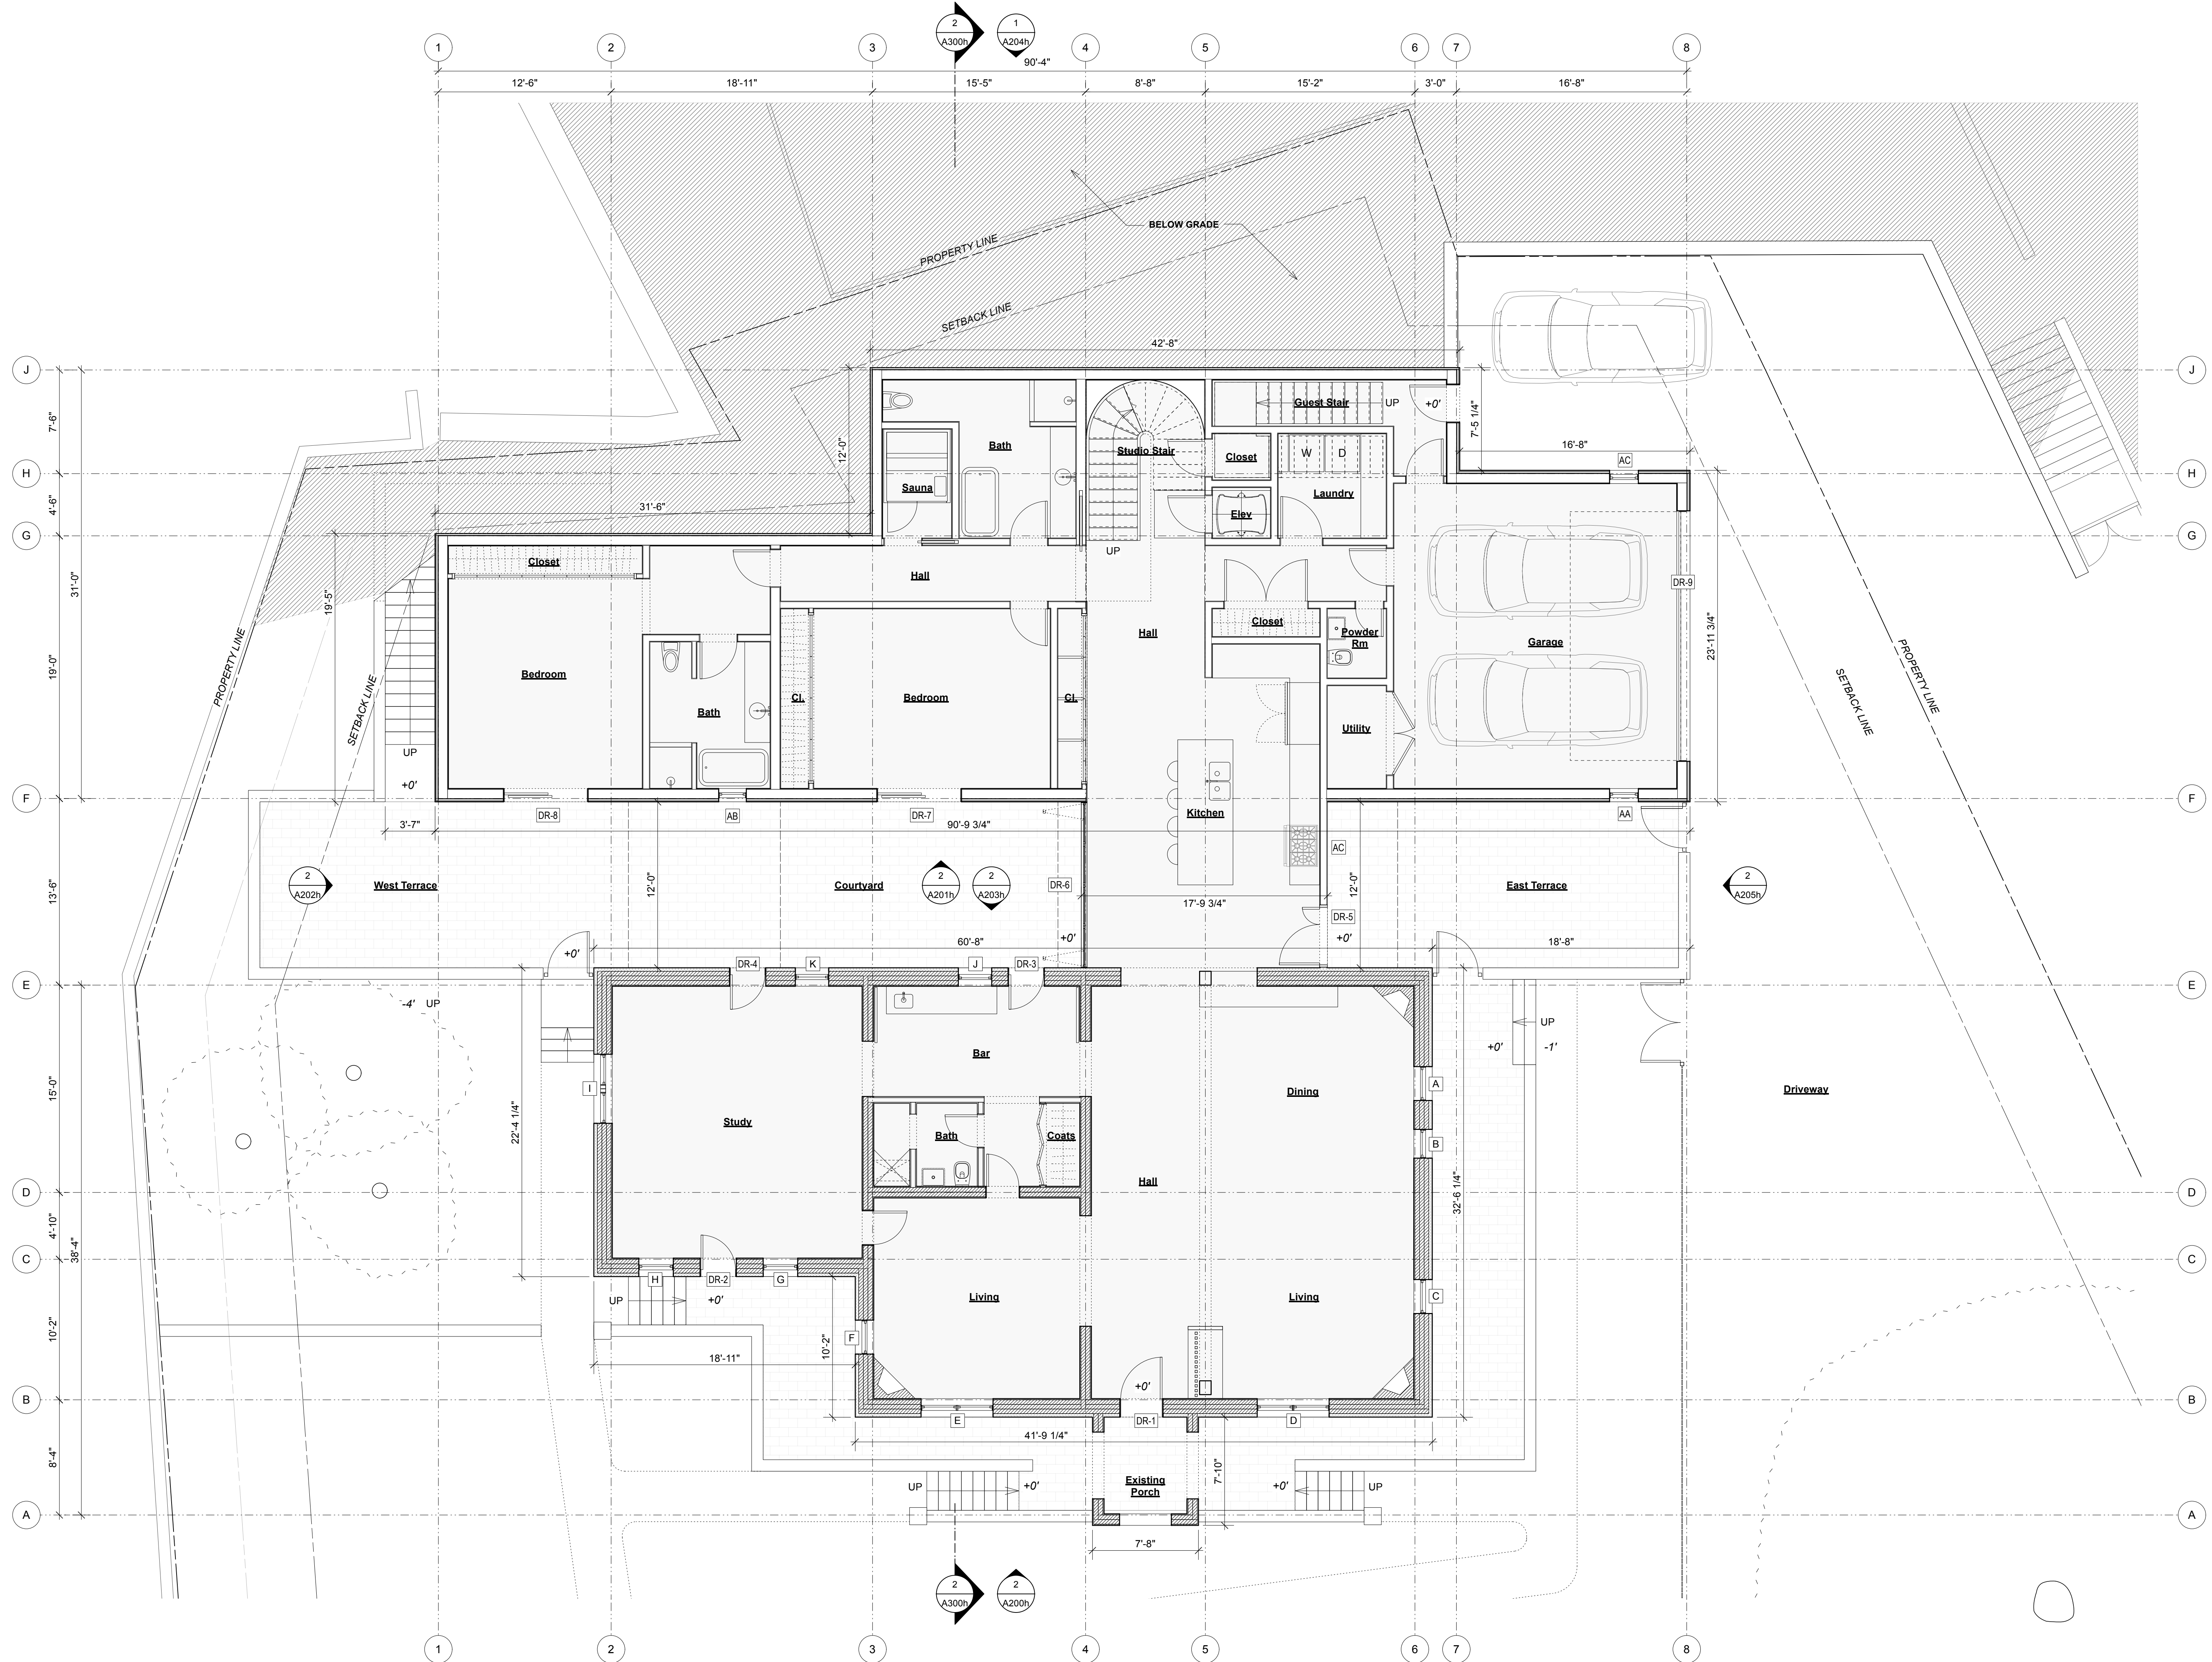 2
A300h
1
A204h
1 2 3 4 5 6 7 8
90'-4"
12'-6" 18'-11" 15'-5" 8'-8" 15'-2" 3'-0" 16'-8"
BELOW GRADE
PROPERTY LINE
SETBACK LINE
42'-8"
J J
7'-6"
12'-0"
Guest Stair UP +0'
7'-5 1/4"
Bath
Studio Stair
Closet
W D
16'-8"
AC
H H
Sauna
Laundry
4'-6"
31'-6"
Elev
G G
UP
Closet
Hall
31'-0"
19'-5"
DR-9
19'-0"
Closet
Hall
Powder
Rm
Garage
23'-11 3/4"
PROPERTY LINE
SETBACK LINE
Bedroom
Bath
Cl.
Bedroom
Cl.
Utility
SETBACK LINE
PROPERTY LINE
UP
+0'
F F
DR-8
AB
DR-7
Kitchen
AA
3'-7"
90'-9 3/4"
AC
2
A202h
West Terrace
12'-0"
Courtyard
2
A201h
2
A203h
DR-6
12'-0"
East Terrace
2
A205h
13'-6"
17'-9 3/4"
DR-5
+0'
60'-8"
+0'
+0'
18'-8"
DR-4
K
J
DR-3
E E
-4' UP
UP
+0' -1'
Bar
I
Dining
A
Driveway
15'-0"
22'-4 1/4"
Study
Bath
Coats
B
Hall
D D
32'-6 1/4"
4'-10"
38'-4"
C C
H
DR-2
G
UP
+0'
Living
Living
C
10'-2"
F
10'-2"
18'-11"
+0'
B B
E
DR-1
D
41'-9 1/4"
8'-4"
7'-10"
UP
+0'
Existing
Porch
+0'
UP
A A
7'-8"
2
A300h
2
A200h
1 2 3 4 5 6 7 8